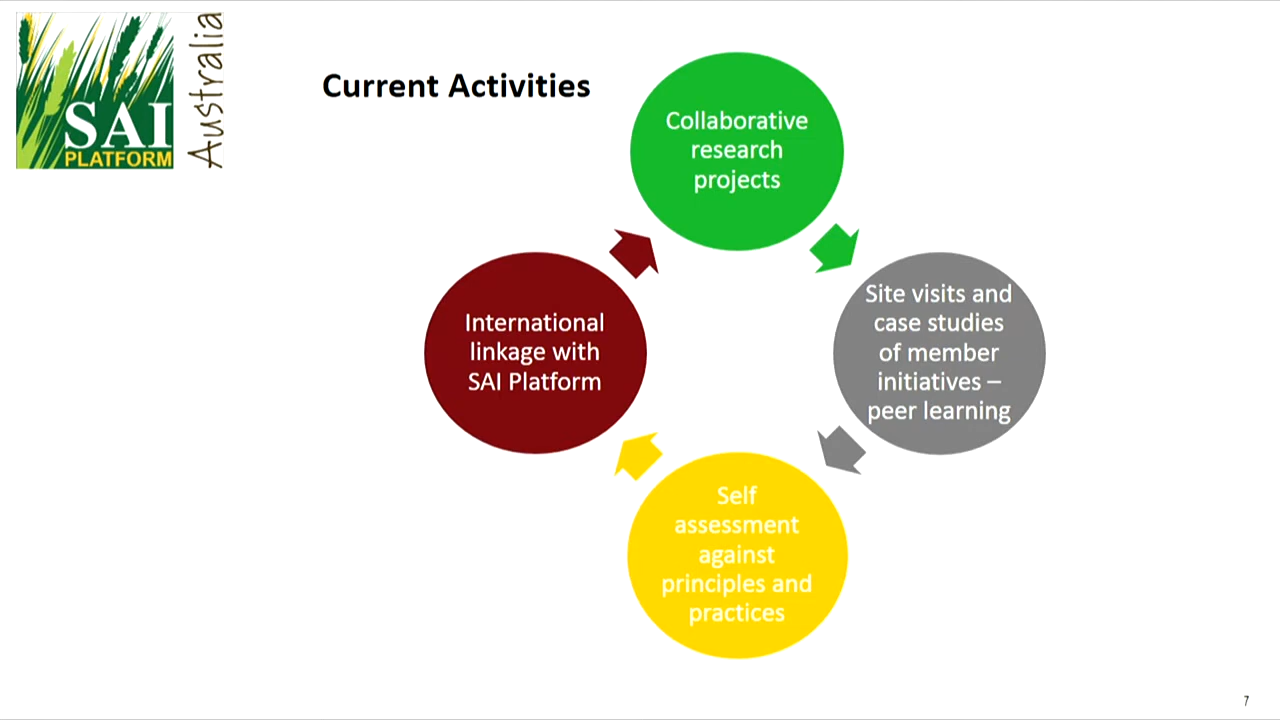 SAI
PLATFORM
Australia
Current Activities
Collaborative
research
projects
Site visits and
case studies
of member
initiatives –
peer learning
Self
assessment
against
principles and
practices
International
linkage with
SAI Platform
7